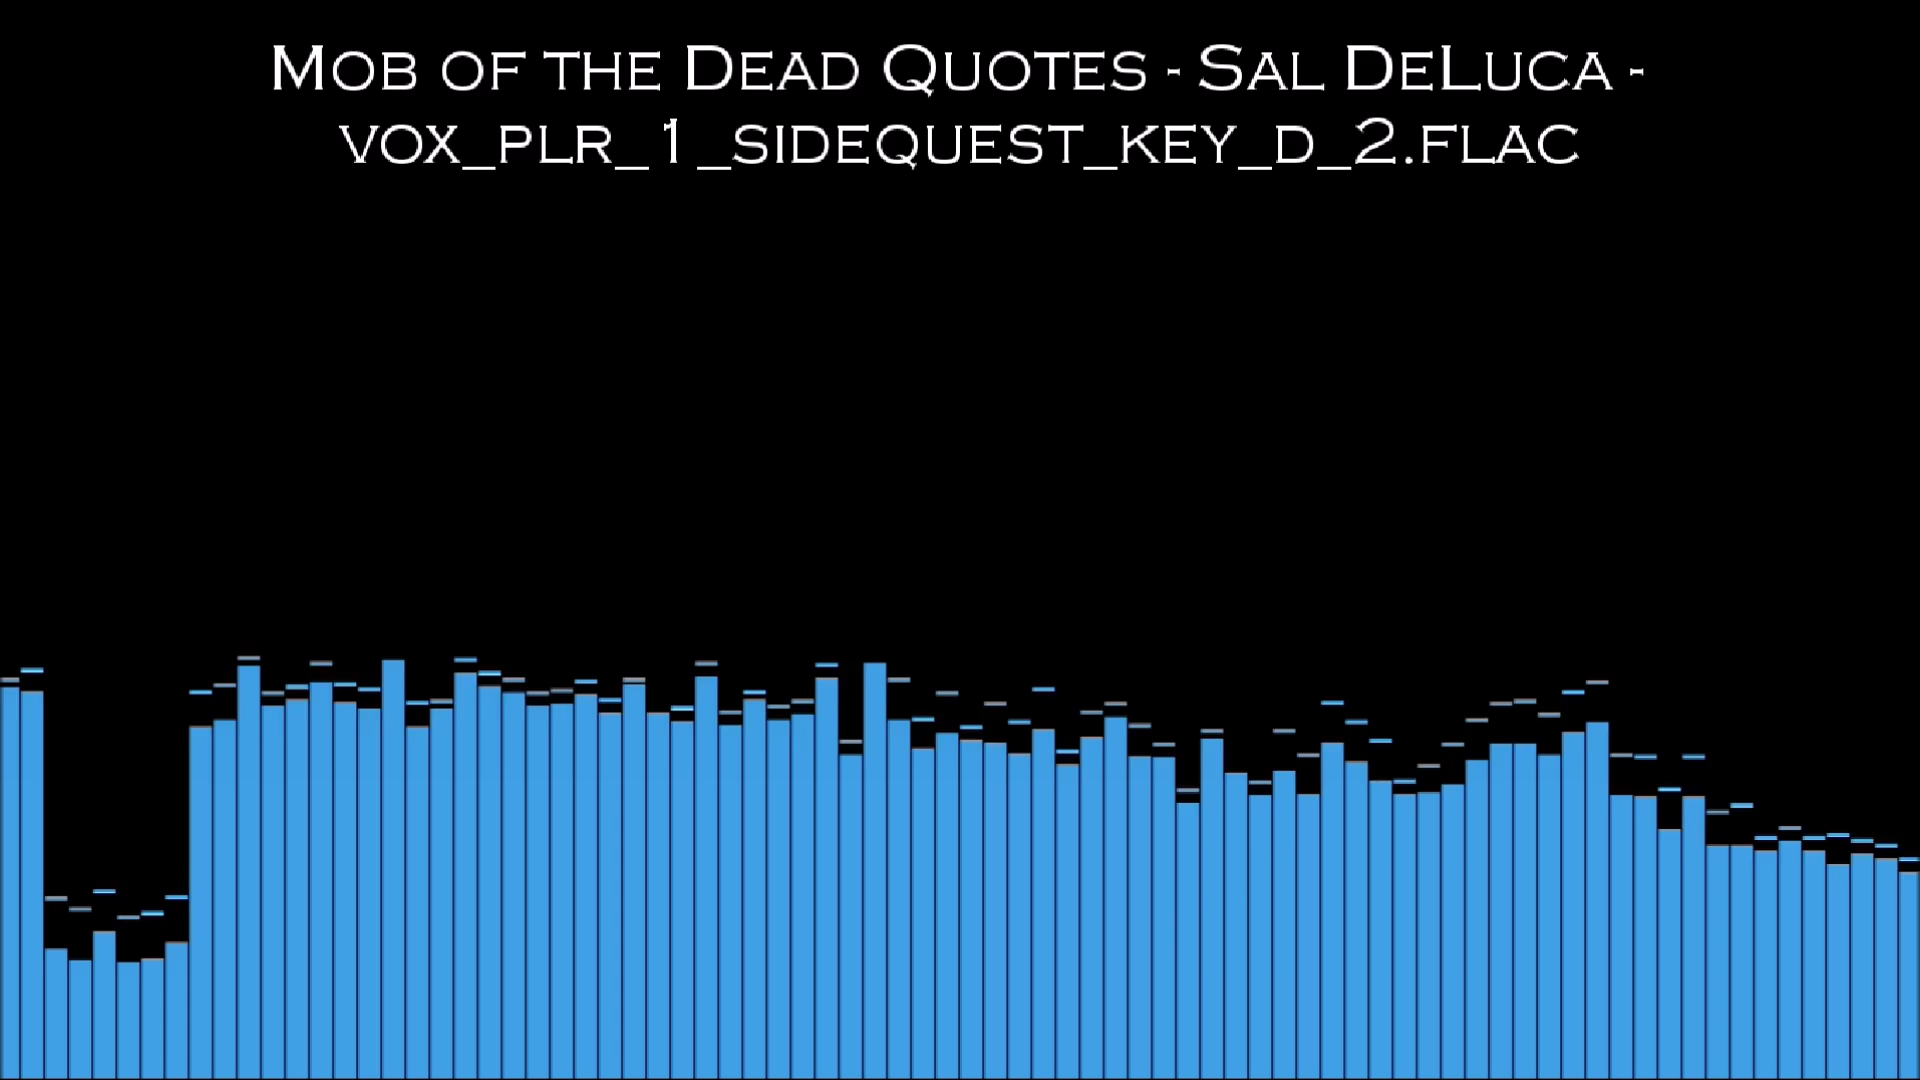 Mob of the Dead Quotes - Sal DeLuca -
vox_plr_1_sidequest_key_d_2.flac